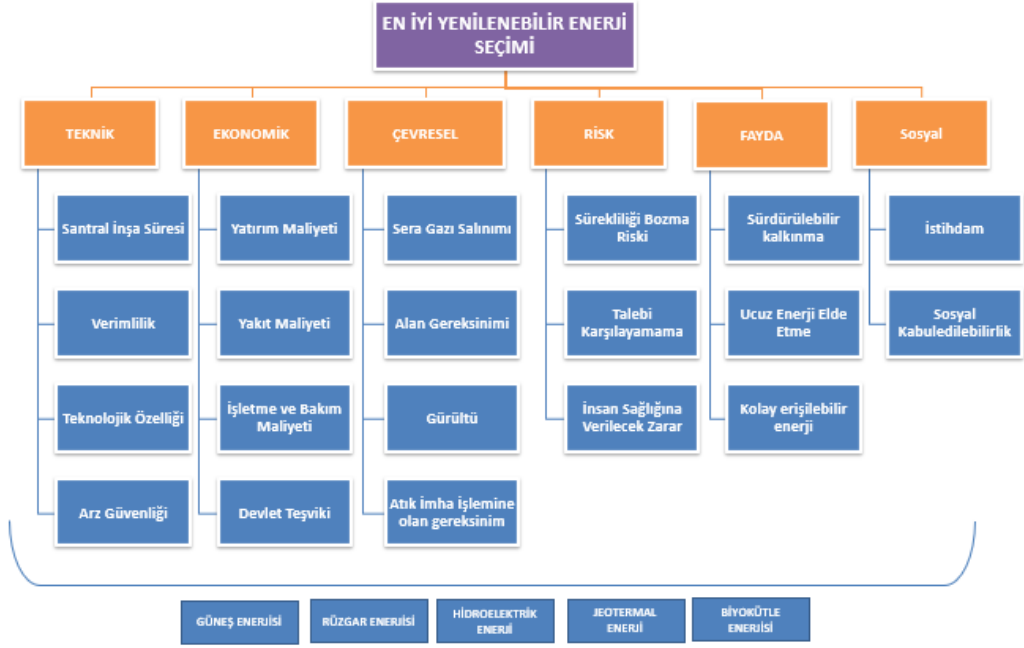 EN İYİ YENİLENEBİLİR ENERJİ
SEÇİMİ
TEKNİK
EKONOMİK
ÇEVRESEL
RİSK
FAYDA
Sosyal
Santral İnşa Süresi
Yatırım Maliyeti
Sera Gazı Salınımı
Sürekliliği Bozma
Riski
Sürdürülebilir
kalkınma
İstihdam
Verimlilik
Yakıt Maliyeti
Alan Gereksinimi
Talebi
Karşılayamama
Ucuz Enerji Elde
Etme
Sosyal
Kabuledilebilirlik
Teknolojik Özelliği
İşletme ve Bakım
Maliyeti
Gürültü
İnsan Sağlığına
Verilecek Zarar
Kolay erişilebilir
enerji
Arz Güvenliği
Devlet Teşviki
Atık İmha İşlemine
olan gereksinim
GÜNEŞ ENERJİSİ
RÜZGAR ENERJİSİ
HİDROELEKTRİK
ENERJİ
JEOTERMAL
ENERJİ
BİYOKÜTLE
ENERJİSİ